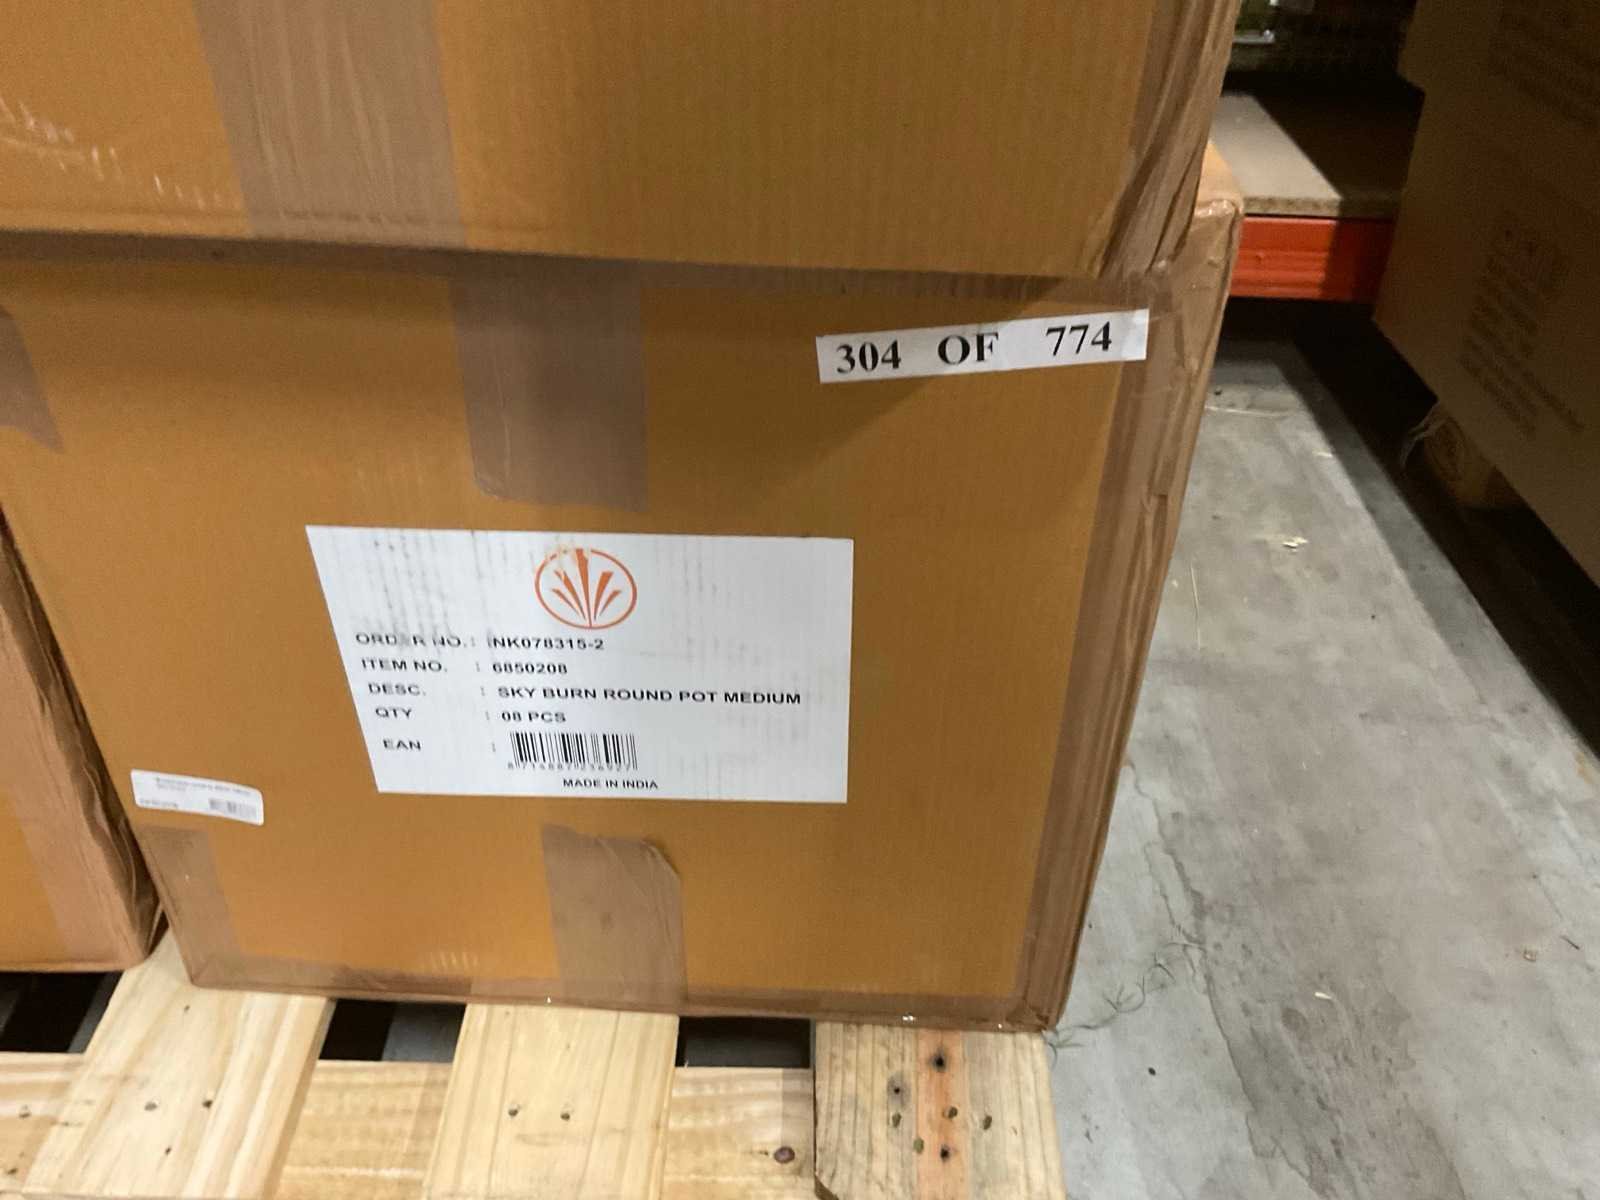 304 OF 774
ORDER NO. : INK078315-2
ITEM NO. : 6850208
DESC. : SKY BURN ROUND POT MEDIUM
QTY : 08 PCS
EAN :
MADE IN INDIA